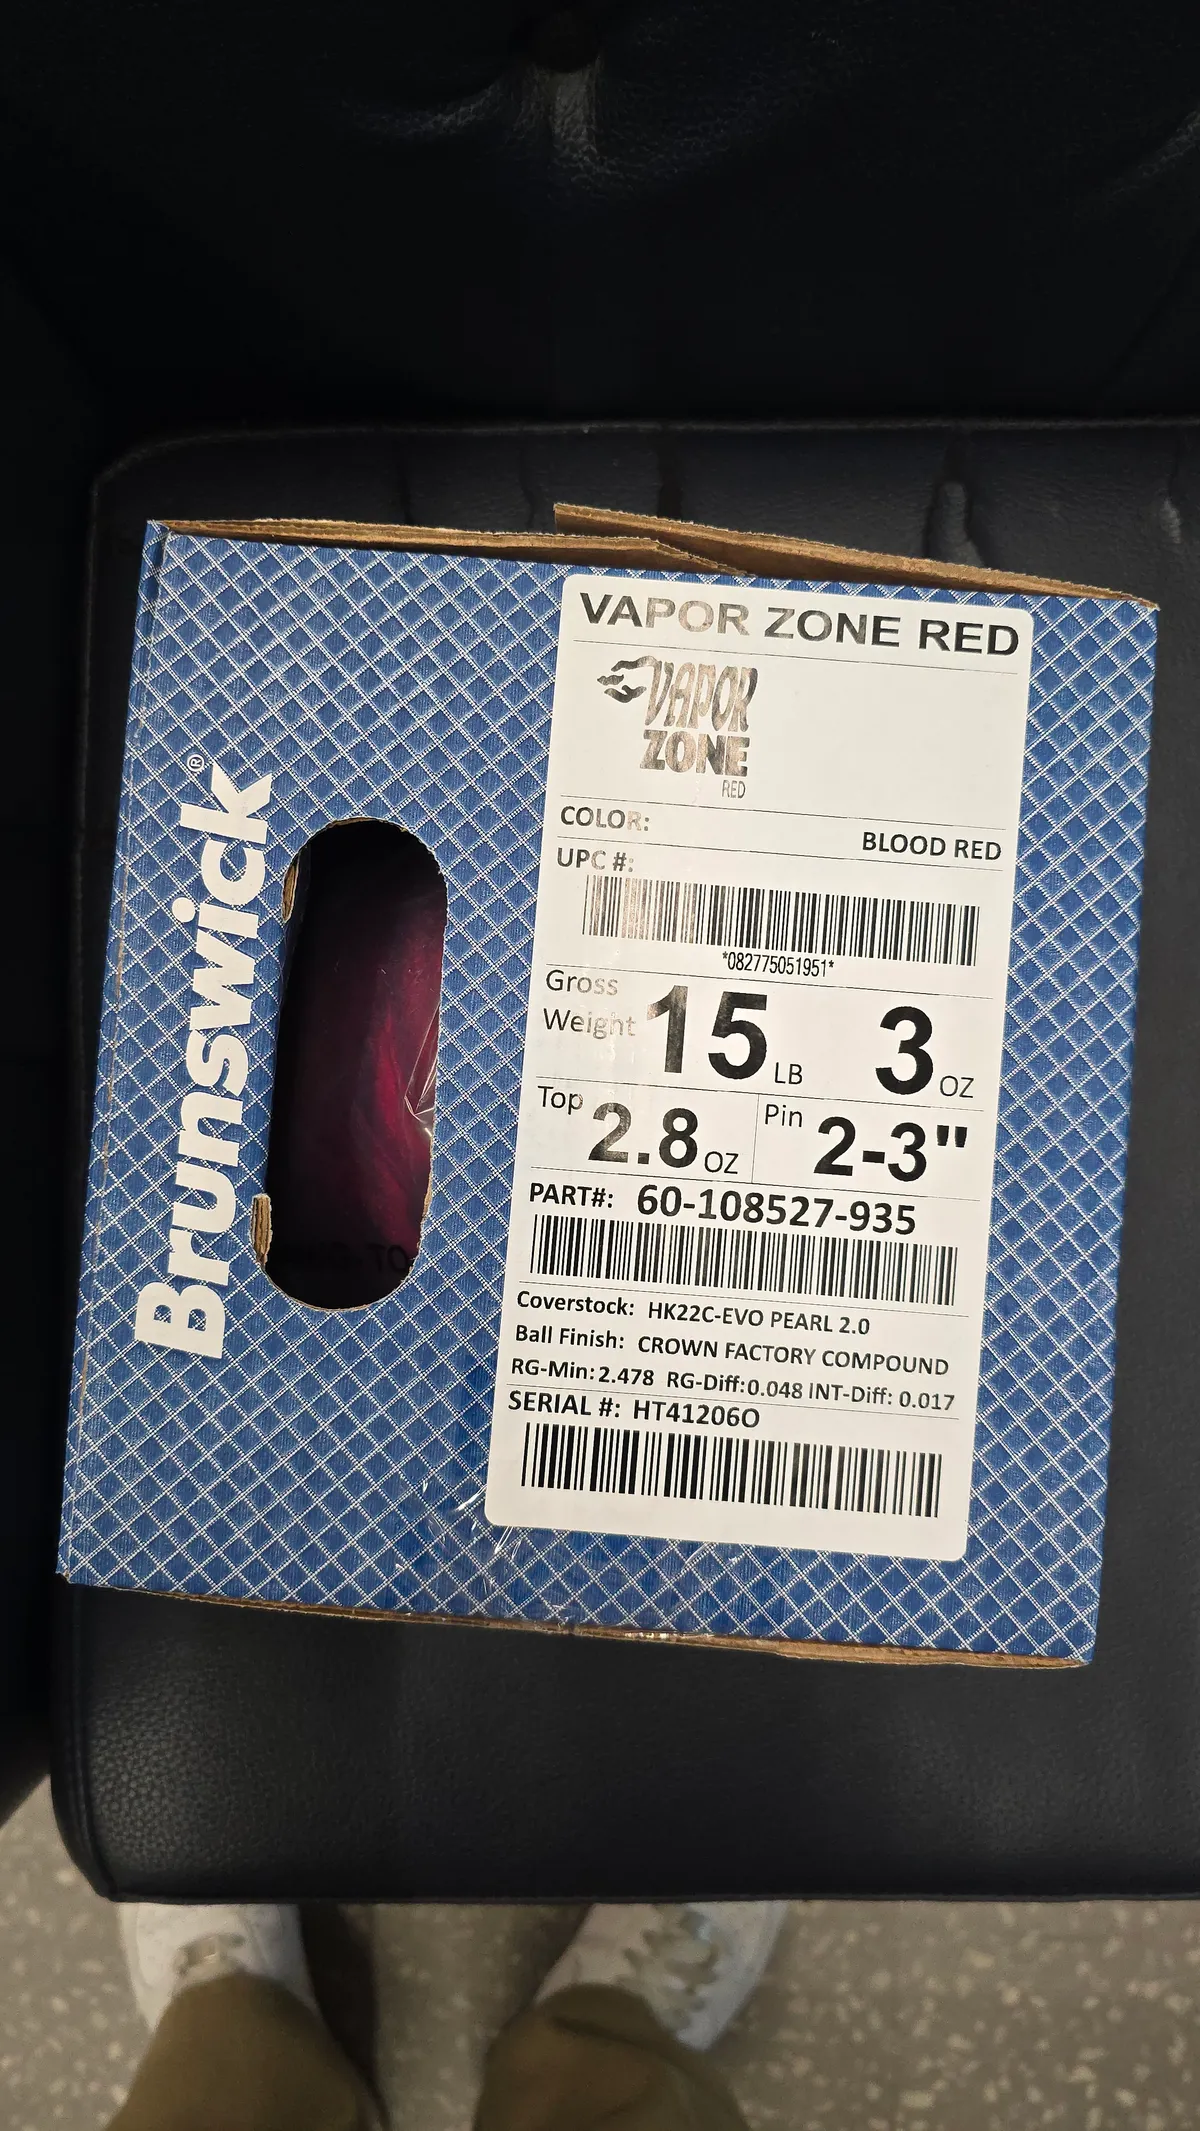 Brunswick®
VAPOR ZONE RED
VAPOR
ZONE
RED
COLOR: BLOOD RED
UPC #:
*082775051951*
Gross Weight 15 LB 3 OZ
Top 2.8 OZ Pin 2-3"
PART#: 60-108527-935
Coverstock: HK22C-EVO PEARL 2.0
Ball Finish: CROWN FACTORY COMPOUND
RG-Min: 2.478 RG-Diff: 0.048 INT-Diff: 0.017
SERIAL #: HT41206O